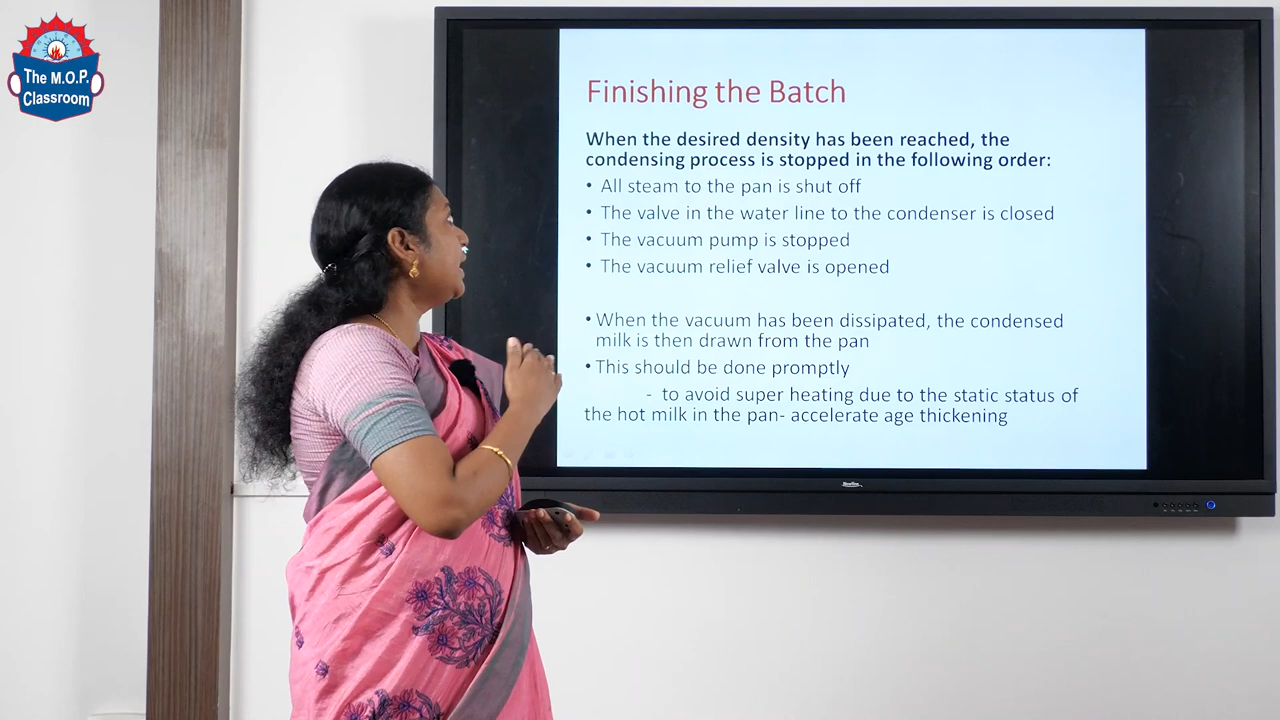 The M.O.P.
Classroom
Finishing the Batch
When the desired density has been reached, the
condensing process is stopped in the following order:
• All steam to the pan is shut off
• The valve in the water line to the condenser is closed
• The vacuum pump is stopped
• The vacuum relief valve is opened
• When the vacuum has been dissipated, the condensed
milk is then drawn from the pan
• This should be done promptly
- to avoid super heating due to the static status of
the hot milk in the pan- accelerate age thickening